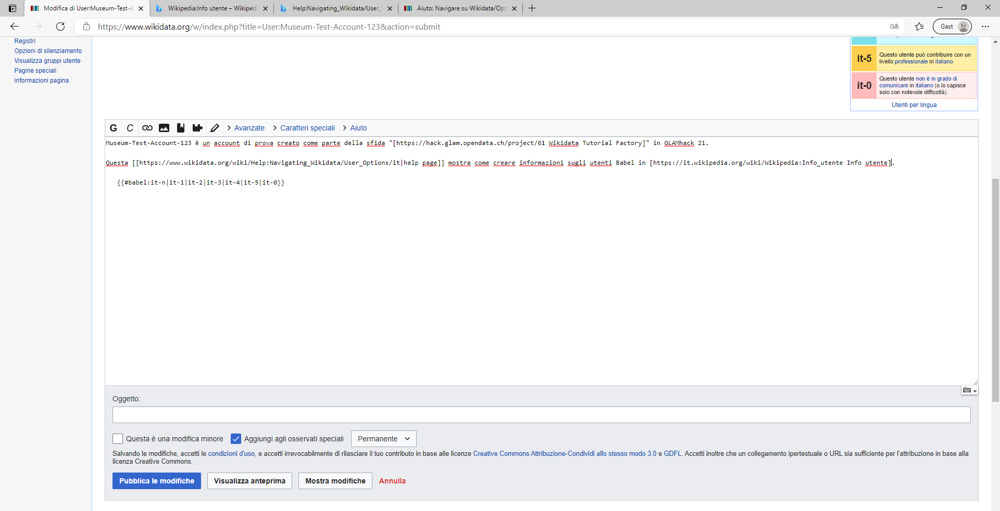 Modifica di User:Museum-Test-A
Wikipedia:Info utente – Wikiped
Help:Navigating_Wikidata/User_
Aiuto: Navigare su Wikidata/Opz
https://www.wikidata.org/w/index.php?title=User:Museum-Test-Account-123&action=submit
aあ
Gast
Registri
Opzioni di silenziamento
Visualizza gruppi utente
Pagine speciali
Informazioni pagina
it-5
Questo utente può contribuire con un
livello professionale in italiano.
it-0
Questo utente non è in grado di
comunicare in italiano (o lo capisce
solo con notevole difficoltà).
Utenti per lingua
G C Avanzate Caratteri speciali Aiuto
Museum-Test-Account-123 è un account di prova creato come parte della sfida "[https://hack.glam.opendata.ch/project/61 Wikidata Tutorial Factory]" in GLAMhack 21.
Questa [[https://www.wikidata.org/wiki/Help:Navigating_Wikidata/User_Options/it|help page]] mostra come creare informazioni sugli utenti Babel in [https://it.wikipedia.org/wiki/Wikipedia:Info_utente Info utente].
{{#babel:it-n|it-1|it-2|it-3|it-4|it-5|it-0}}
Oggetto:
Questa è una modifica minore Aggiungi agli osservati speciali Permanente
Salvando le modifiche, accetti le condizioni d'uso, e accetti irrevocabilmente di rilasciare il tuo contributo in base alle licenze Creative Commons Attribuzione-Condividi allo stesso modo 3.0 e GDFL. Accetti inoltre che un collegamento ipertestuale o URL sia sufficiente per l'attribuzione in base alla
licenza Creative Commons.
Pubblica le modifiche Visualizza anteprima Mostra modifiche Annulla